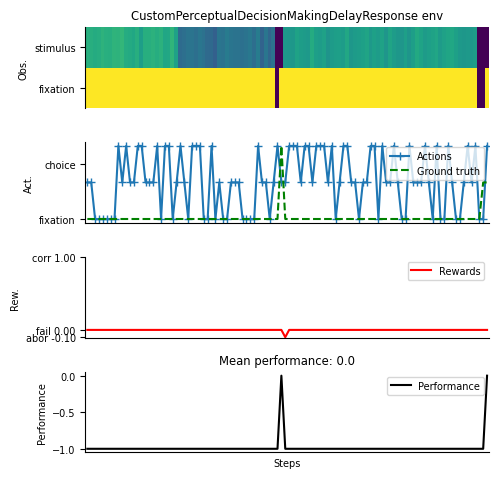 CustomPerceptualDecisionMakingDelayResponse env
stimulus
Obs.
fixation
choice
Act.
fixation
Actions
Ground truth
corr 1.00
Rew.
fail 0.00
abor -0.10
Rewards
Mean performance: 0.0
0.0
−0.5
−1.0
Performance
Performance
Steps